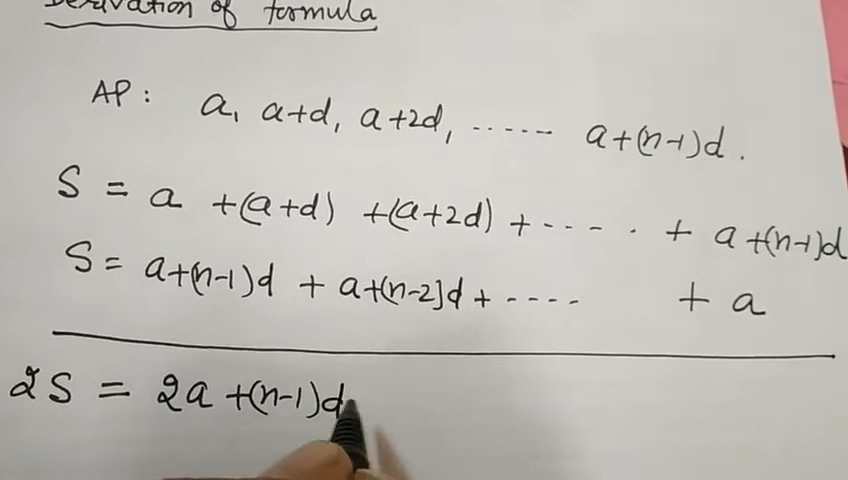 Derivation of formula
AP: a, a+d, a+2d, ...... a+(n-1)d.
S = a +(a+d) +(a+2d) + ---- . + a+(n-1)d
S = a+(n-1)d + a+(n-2)d + ---- + a
2S = 2a +(n-1)d